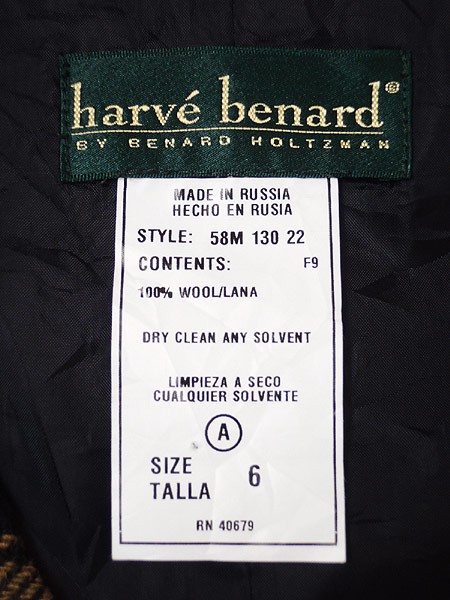 harvé benard®
BY BENARD HOLTZMAN
MADE IN RUSSIA
HECHO EN RUSIA
STYLE: 58M 130 22
CONTENTS: F9
100% WOOL/LANA
DRY CLEAN ANY SOLVENT
LIMPIEZA A SECO
CUALQUIER SOLVENTE
A
SIZE
TALLA 6
RN 40679